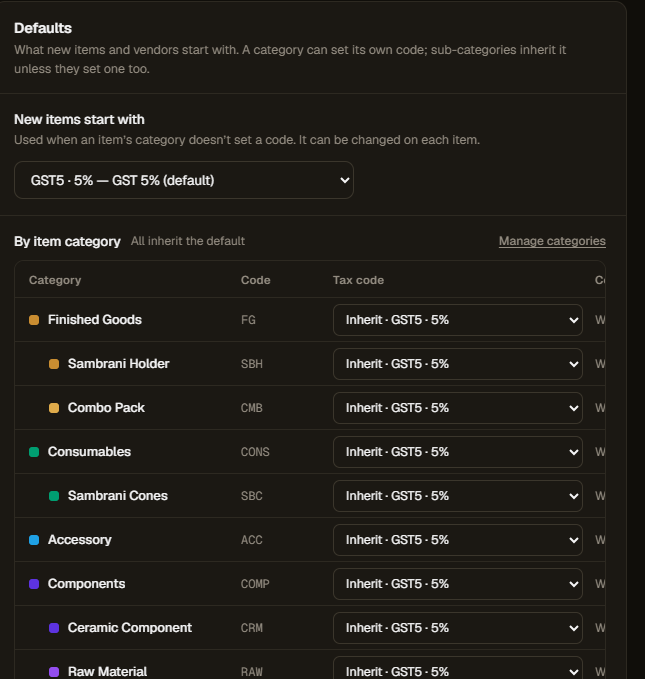 Defaults
What new items and vendors start with. A category can set its own code; sub-categories inherit it
unless they set one too.
New items start with
Used when an item's category doesn't set a code. It can be changed on each item.
GST5 · 5% — GST 5% (default)
By item category All inherit the default Manage categories
Category Code Tax code
Finished Goods FG Inherit · GST5 · 5% W
Sambrani Holder SBH Inherit · GST5 · 5% W
Combo Pack CMB Inherit · GST5 · 5% W
Consumables CONS Inherit · GST5 · 5% W
Sambrani Cones SBC Inherit · GST5 · 5% W
Accessory ACC Inherit · GST5 · 5% W
Components COMP Inherit · GST5 · 5% W
Ceramic Component CRM Inherit · GST5 · 5% W
Raw Material RAW Inherit · GST5 · 5% W